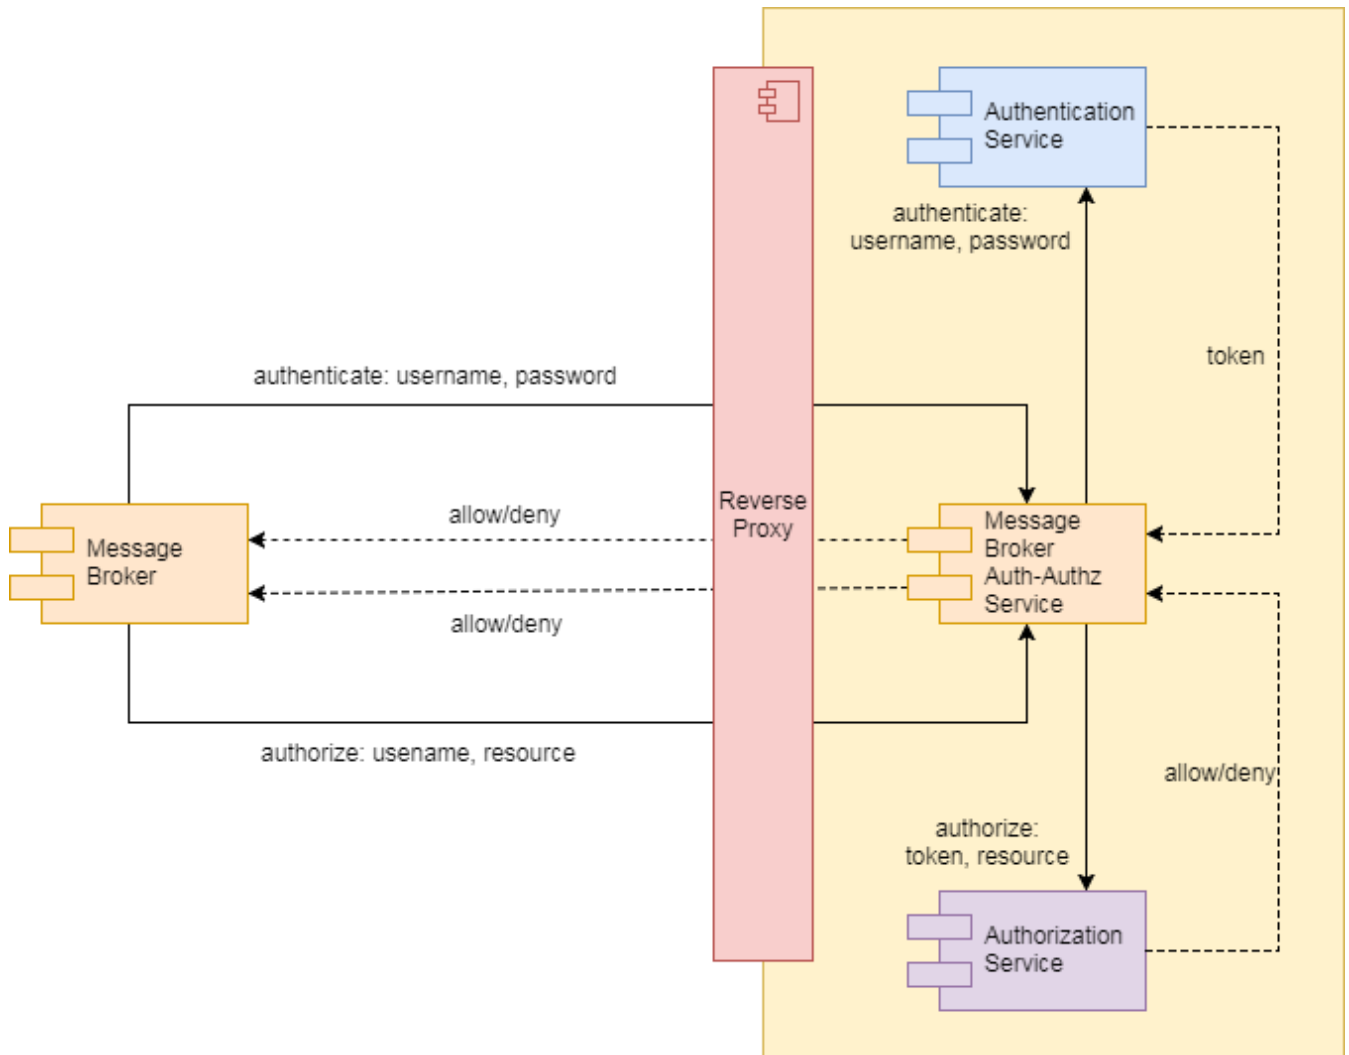 Authentication
Service
authenticate:
username, password
token
authenticate: username, password
Reverse
Proxy
allow/deny
Message
Broker
Message
Broker
Auth-Authz
Service
allow/deny
authorize: usename, resource
allow/deny
authorize:
token, resource
Authorization
Service